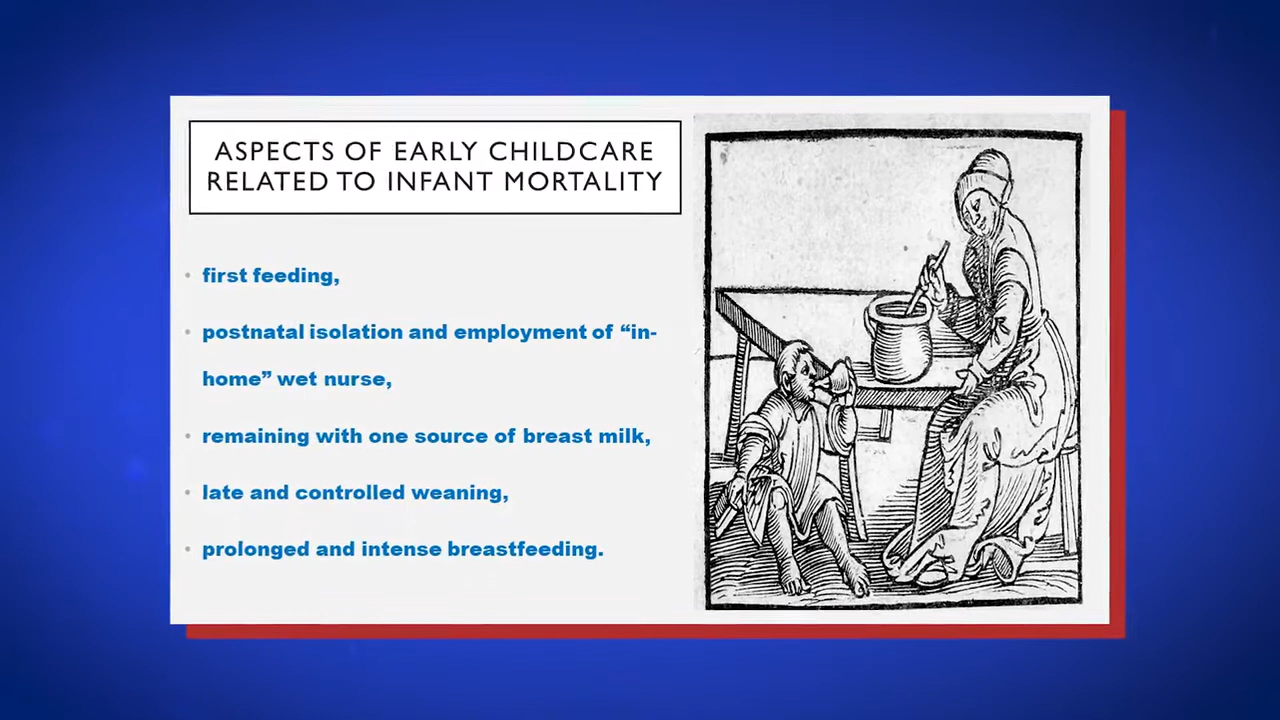 ASPECTS OF EARLY CHILDCARE
RELATED TO INFANT MORTALITY
first feeding,
postnatal isolation and employment of “in-
home” wet nurse,
remaining with one source of breast milk,
late and controlled weaning,
prolonged and intense breastfeeding.